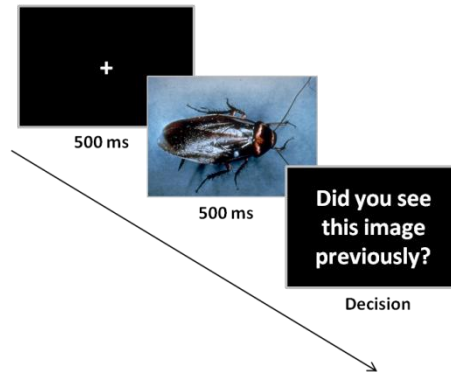 +
500 ms
500 ms
Did you see
this image
previously?
Decision